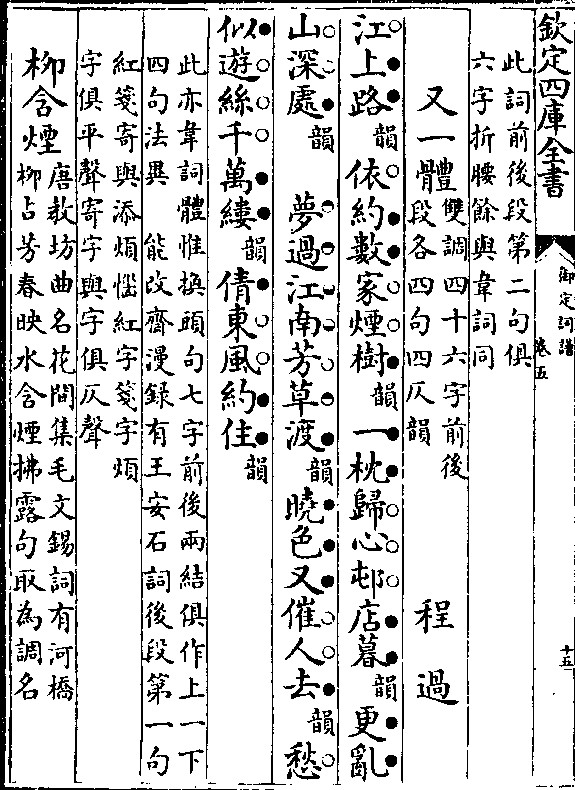 欽定四庫全書
御定詞譜
卷五
十五
此詞前後段第二句俱
六字折腰餘與韋詞同
又一體
雙調四十六字前後
段各四句四仄韻
程過
江上路韻依約數家煙樹韻一枕歸心邨店暮韻更亂
山深處韻 夢過江南芳草渡韻曉色又催人去韻愁
似遊絲千萬縷韻倩東風約住韻
此亦韋詞體惟換頭句七字前後兩結俱作上一下
四句法異 能改齋漫錄有王安石詞後段第一句
紅箋寄與添煩惱紅字箋字煩
字俱平聲寄字與字俱仄聲
柳含煙
唐教坊曲名花間集毛文錫詞有河橋
柳占芳春映水含煙拂露句取為調名